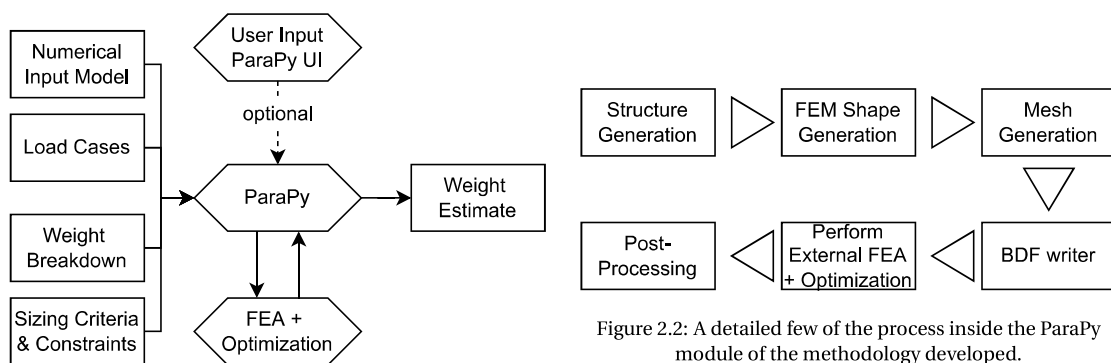 Numerical
Input Model
Load Cases
Weight
Breakdown
Sizing Criteria
& Constraints
User Input
ParaPy UI
optional
ParaPy
FEA +
Optimization
Weight
Estimate
Structure
Generation
FEM Shape
Generation
Mesh
Generation
BDF writer
Perform
External FEA
+ Optimization
Post-
Processing
Figure 2.2: A detailed few of the process inside the ParaPy
module of the methodology developed.